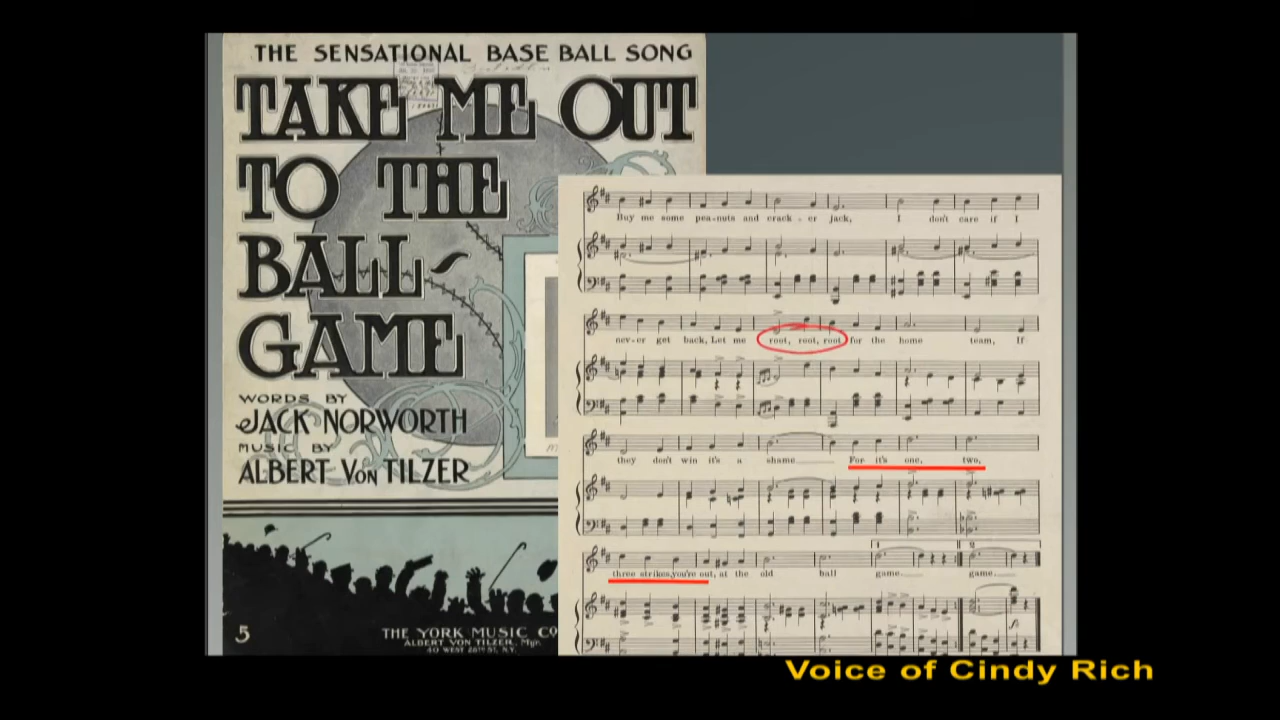 THE SENSATIONAL BASE BALL SONG
TAKE ME OUT
TO THE
BALL-
GAME
WORDS BY
JACK NORWORTH
MUSIC BY
ALBERT VON TILZER
5
THE YORK MUSIC CO
ALBERT VON TILZER, Mgr.
40 WEST 28TH ST, N.Y.
Buy me some pea-nuts and crack - er jack, I don't care if I
nev-er get back, Let me root, root, root for the home team, If
they don't win it's a shame For it's one, two,
three strikes, you're out, at the old ball game game
1 2
Voice of Cindy Rich